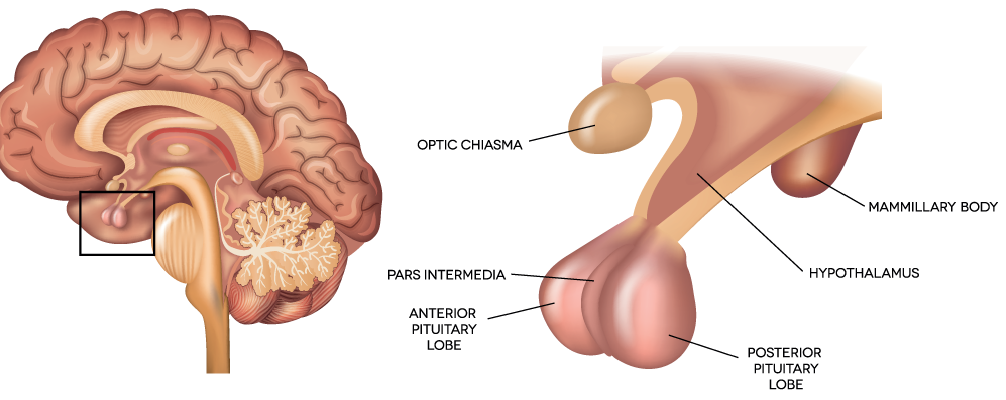 OPTIC CHIASMA
MAMMILLARY BODY
PARS INTERMEDIA
HYPOTHALAMUS
ANTERIOR
PITUITARY
LOBE
POSTERIOR
PITUITARY
LOBE